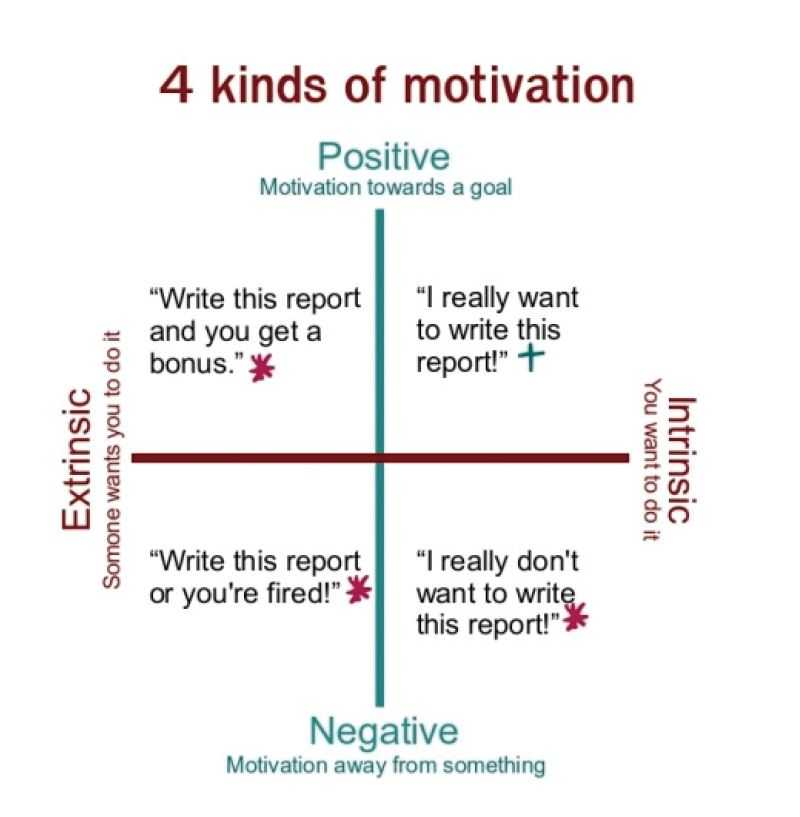 4 kinds of motivation
Positive
Motivation towards a goal
“Write this report
and you get a
bonus.”
“I really want
to write this
report!”
Extrinsic
Somone wants you to do it
Intrinsic
You want to do it
“Write this report
or you're fired!”
“I really don't
want to write
this report!”
Negative
Motivation away from something